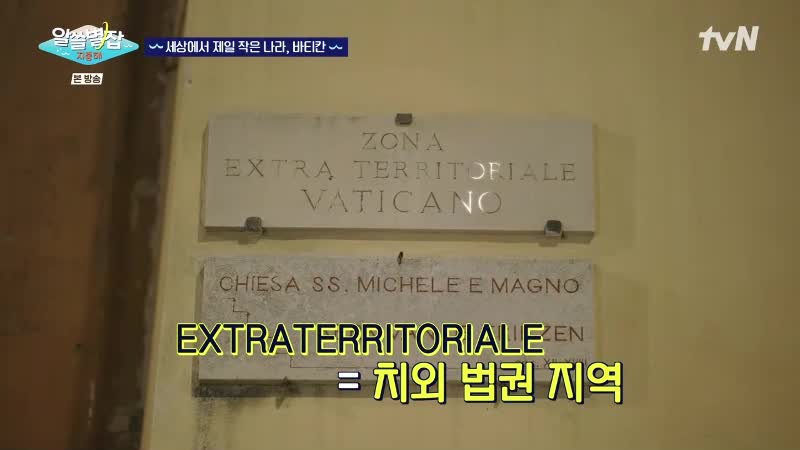 알쓸별잡
지중해
본 방송
세상에서 제일 작은 나라, 바티칸
tvN
ZONA
EXTRA TERRITORIALE
VATICANO
CHIESA SS. MICHELE E MAGNO
EXTRATERRITORIALE
= 치외 법권 지역